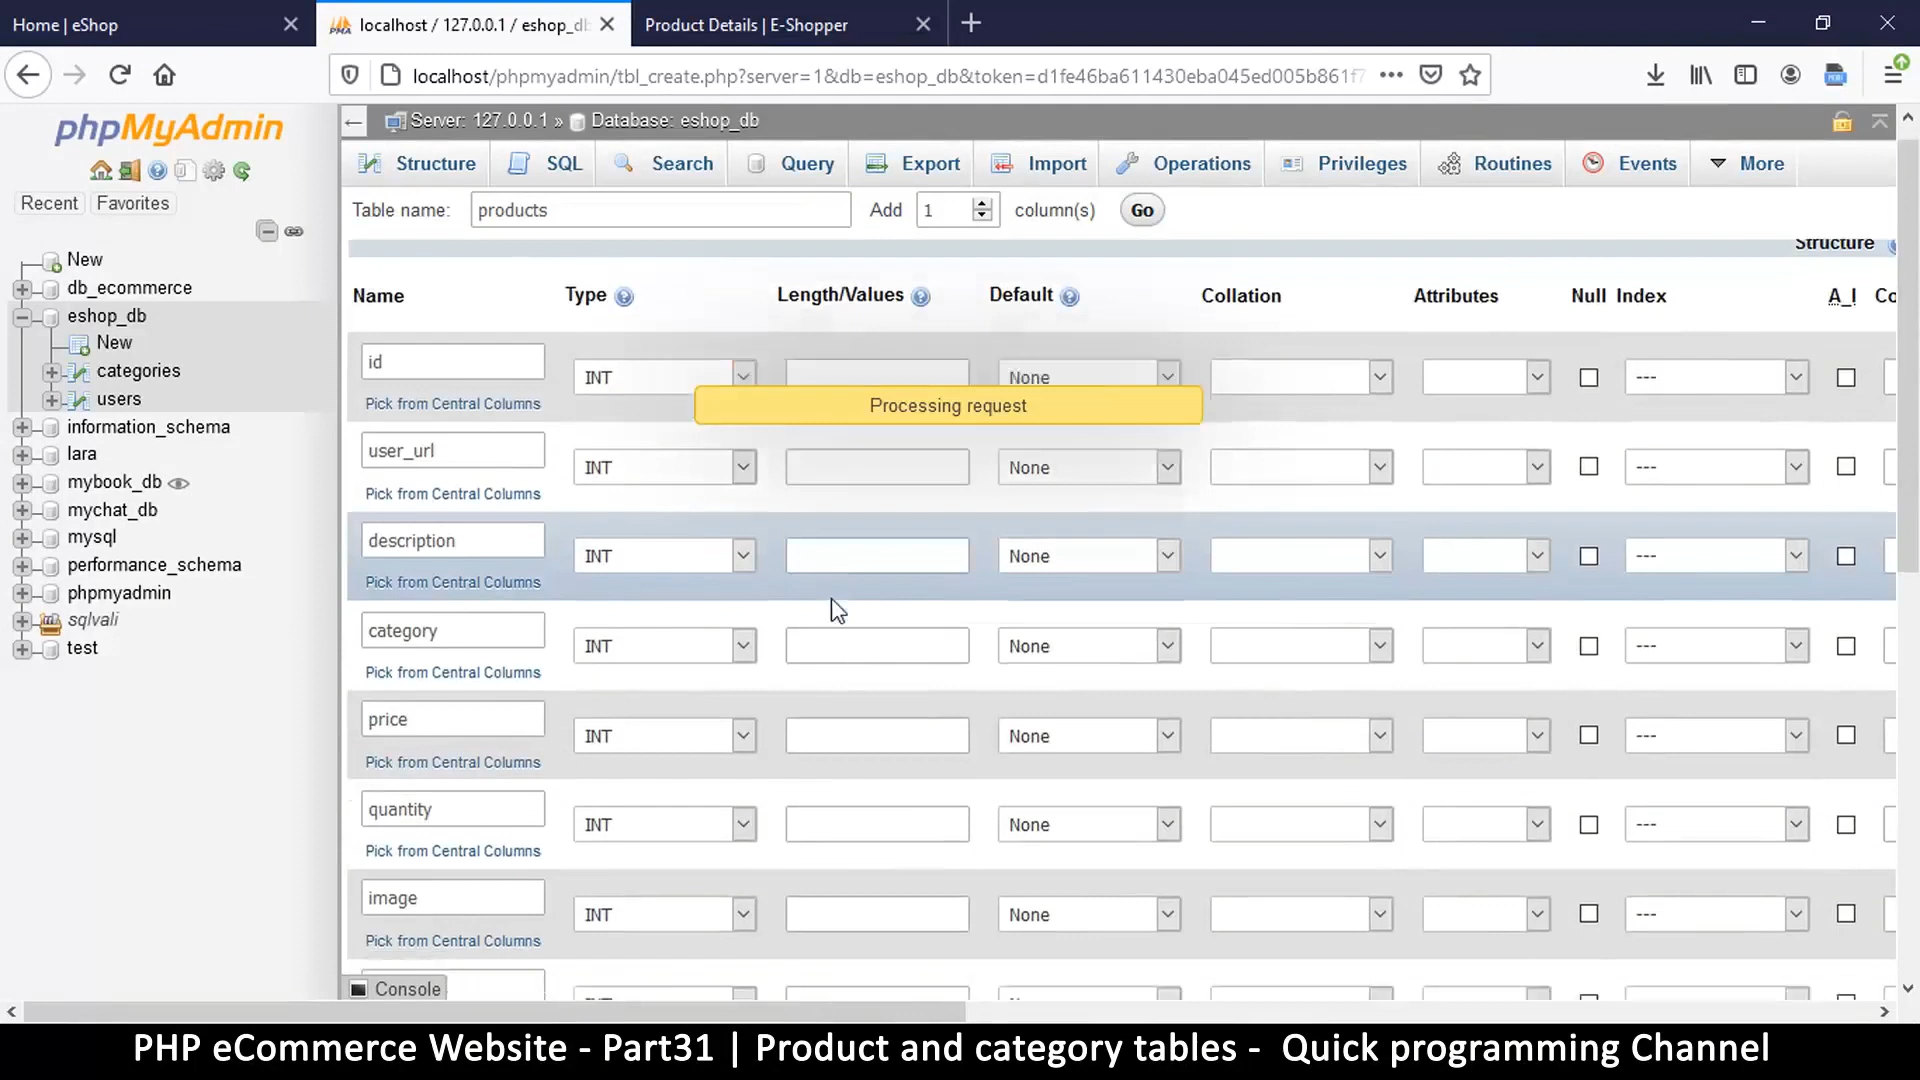 Home | eShop
localhost / 127.0.0.1 / eshop_db
Product Details | E-Shopper
localhost/phpmyadmin/tbl_create.php?server=1&db=eshop_db&token=d1fe46ba611430eba045ed005b861f7
phpMyAdmin
Recent Favorites
New
db_ecommerce
eshop_db
New
categories
users
information_schema
lara
mybook_db
mychat_db
mysql
performance_schema
phpmyadmin
sqlvali
test
Server: 127.0.0.1 » Database: eshop_db
Structure SQL Search Query Export Import Operations Privileges Routines Events More
Table name: products Add 1 column(s) Go
Structure
Name Type Length/Values Default Collation Attributes Null Index A_I Co
id INT None ---
Pick from Central Columns
Processing request
user_url INT None ---
Pick from Central Columns
description INT None ---
Pick from Central Columns
category INT None ---
Pick from Central Columns
price INT None ---
Pick from Central Columns
quantity INT None ---
Pick from Central Columns
image INT None ---
Pick from Central Columns
Console
PHP eCommerce Website - Part31 | Product and category tables - Quick programming Channel